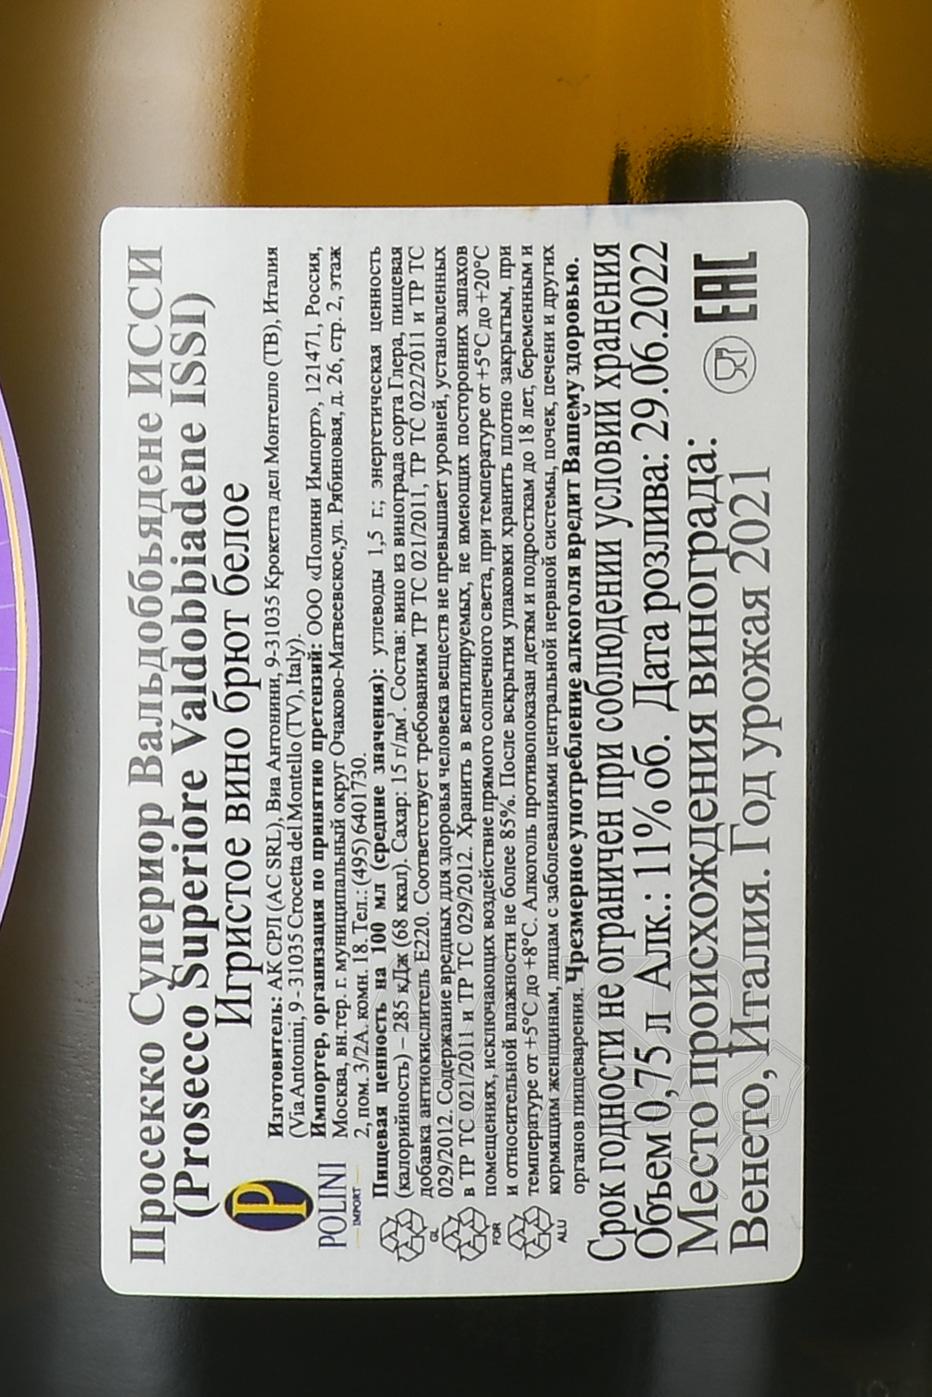 Просекко Супериор Вальдоббьядене ИССИ
(Prosecco Superiore Valdobbiadene ISSI)
Игристое вино брют белое
Изготовитель: АК СРЛ (AC SRL), Виа Антонини, 9-31035 Крокетта дел Монтелло (ТВ), Италия
(Via Antonini, 9 - 31035 Crocetta del Montello (TV), Italy).
Импортер, организация по принятию претензий: ООО «Полини Импорт», 121471, Россия,
Москва, вн.тер. г. муниципальный округ Очаково-Матвеевское,ул. Рябиновая, д. 26, стр. 2, этаж
2, пом. 3/2А. комн. 18. Тел.: (495) 6401730.
P
POLINI
IMPORT
Пищевая ценность на 100 мл (средние значения): углеводы 1,5 г.; энергетическая ценность
(калорийность) – 285 кДж (68 ккал). Сахар: 15 г/дм³. Состав: вино из винограда сорта Глера, пищевая
добавка антиокислитель Е220. Соответствует требованиям ТР ТС 021/2011, ТР ТС 022/2011 и ТР ТС
029/2012. Содержание вредных для здоровья человека веществ не превышает уровней, установленных
в ТР ТС 021/2011 и ТР ТС 029/2012. Хранить в вентилируемых, не имеющих посторонних запахов
помещениях, исключающих воздействие прямого солнечного света, при температуре от +5°С до +20°С
и относительной влажности не более 85%. После вскрытия упаковки хранить плотно закрытым, при
температуре от +5°С до +8°С. Алкоголь противопоказан детям и подросткам до 18 лет, беременным и
кормящим женщинам, лицам с заболеваниями центральной нервной системы, почек, печени и других
органов пищеварения. Чрезмерное употребление алкоголя вредит Вашему здоровью.
GL
FOR
ALU
Срок годности не ограничен при соблюдении условий хранения
Объем 0,75 л Алк.: 11% об. Дата розлива: 29.06.2022
Место происхождения винограда:
Венето, Италия. Год урожая 2021
EAC